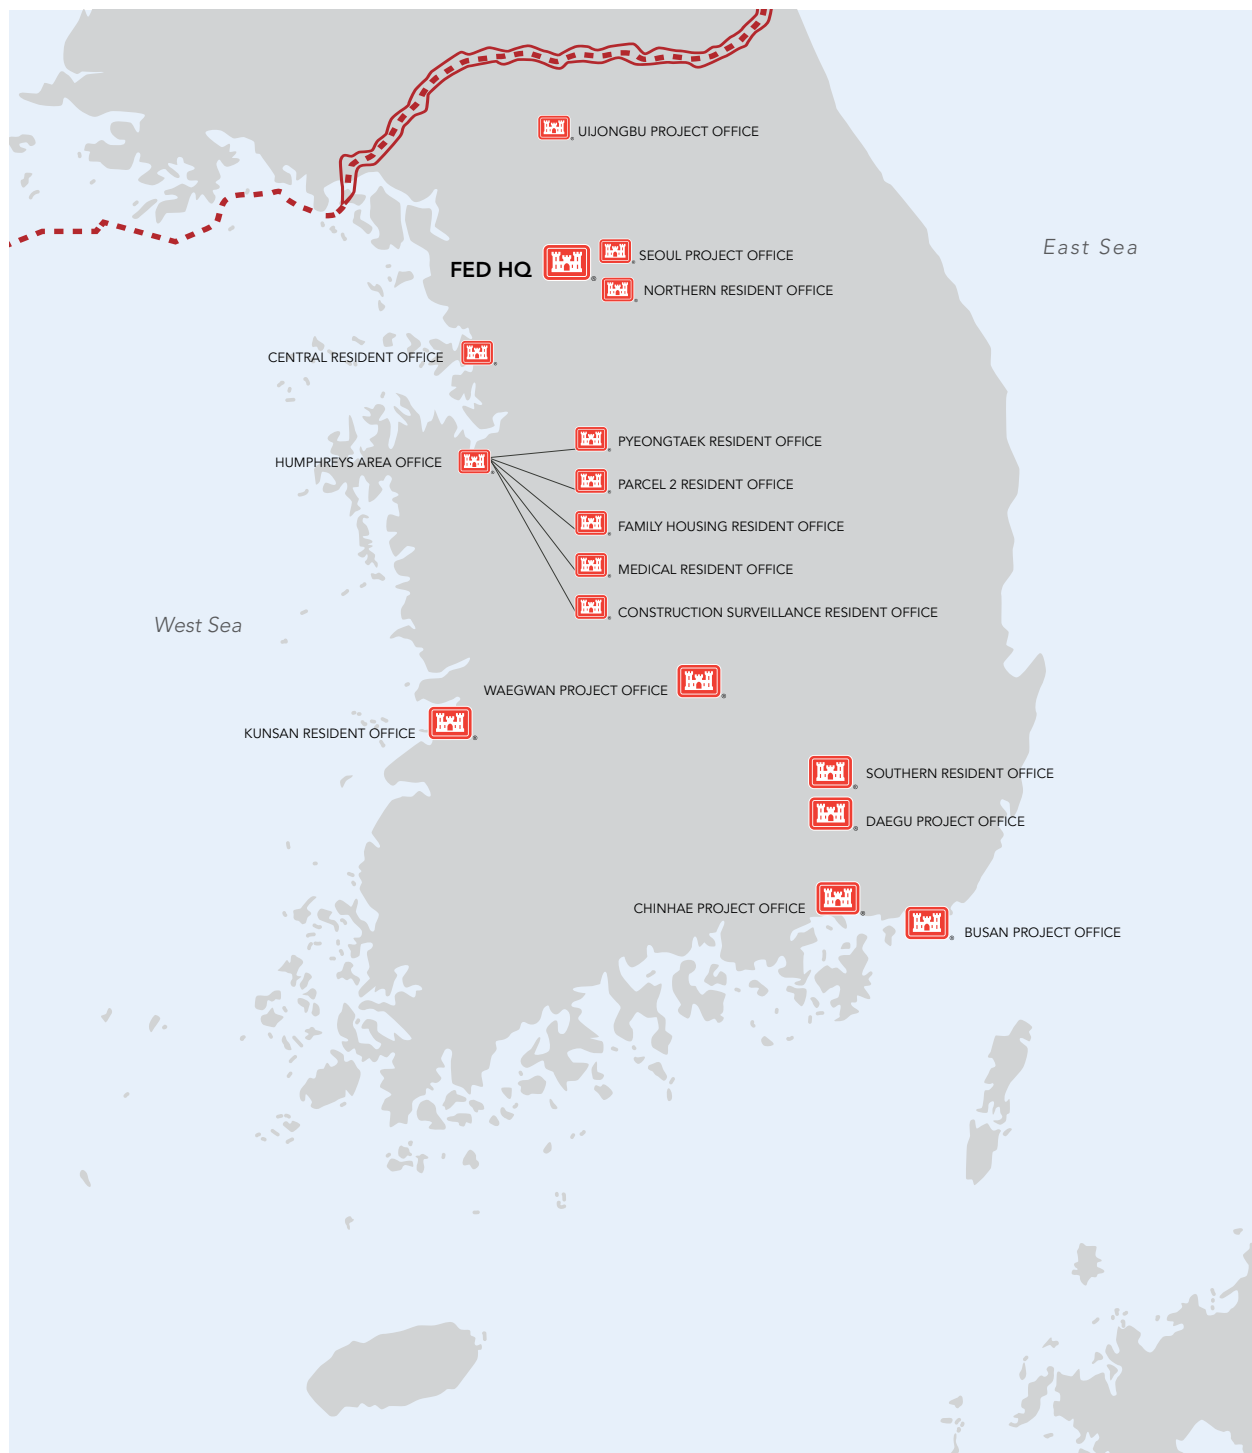 UIJONGBU PROJECT OFFICE
East Sea
SEOUL PROJECT OFFICE
FED HQ
NORTHERN RESIDENT OFFICE
CENTRAL RESIDENT OFFICE
PYEONGTAEK RESIDENT OFFICE
HUMPHREYS AREA OFFICE
PARCEL 2 RESIDENT OFFICE
FAMILY HOUSING RESIDENT OFFICE
MEDICAL RESIDENT OFFICE
CONSTRUCTION SURVEILLANCE RESIDENT OFFICE
West Sea
WAEGWAN PROJECT OFFICE
KUNSAN RESIDENT OFFICE
SOUTHERN RESIDENT OFFICE
DAEGU PROJECT OFFICE
CHINHAE PROJECT OFFICE
BUSAN PROJECT OFFICE